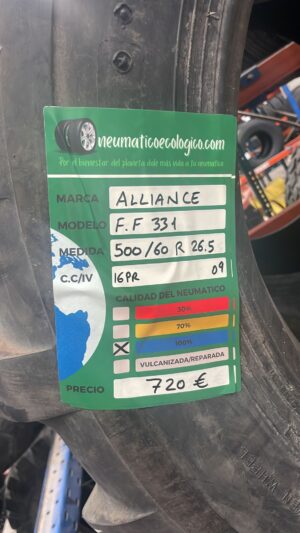 neumaticoecologico.com
Por el bienestar del planeta dale más vida a tu neumático
MARCA ALLIANCE
MODELO F.F 331
MEDIDA 500/60 R 26.5
C.C/IV 16PR 09
CALIDAD DEL NEUMATICO
50%
70%
X 100%
VULCANIZADA/REPARADA
PRECIO 720 €